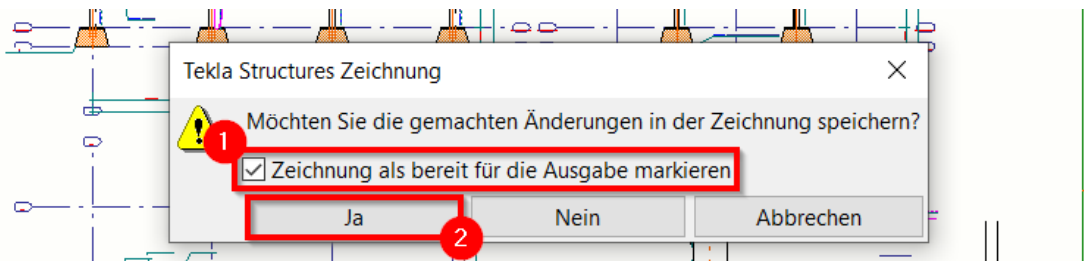 Tekla Structures Zeichnung
Möchten Sie die gemachten Änderungen in der Zeichnung speichern?
1
Zeichnung als bereit für die Ausgabe markieren
Ja
Nein
Abbrechen
2